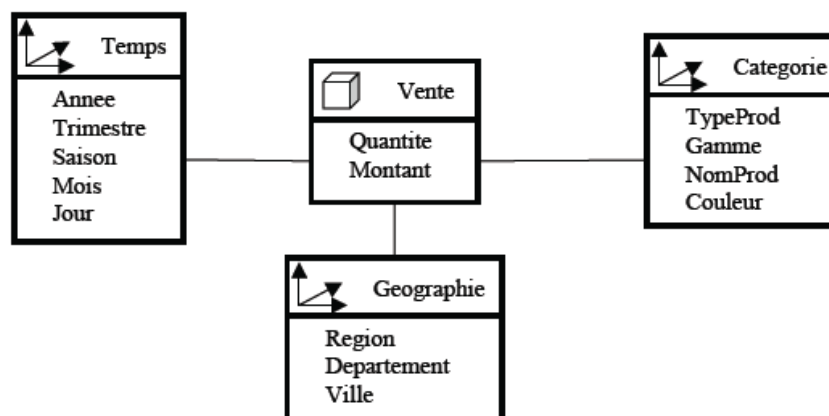 Temps
Annee
Trimestre
Saison
Mois
Jour
Vente
Quantite
Montant
Categorie
TypeProd
Gamme
NomProd
Couleur
Geographie
Region
Departement
Ville